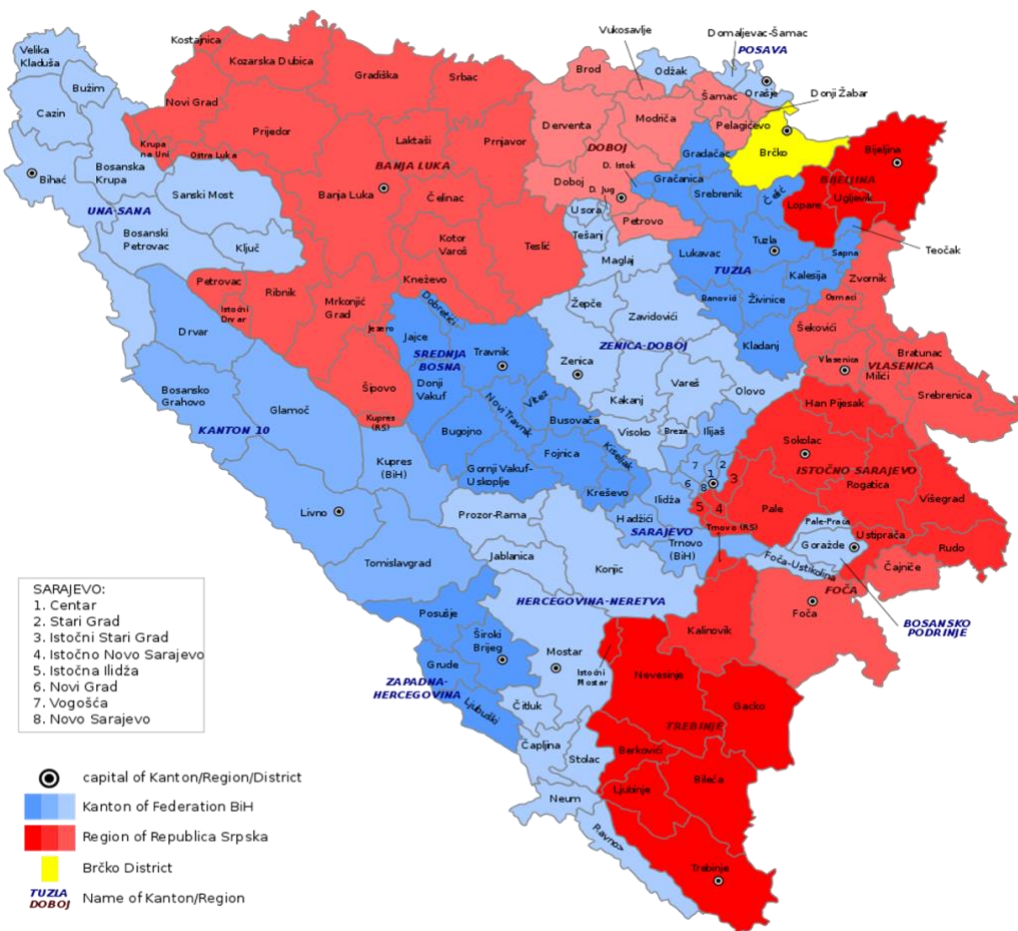 Vukosavlje
Domaljevac-Šamac
POSAVA
Velika
Kladuša
Kostajnica
Kozarska Dubica
Gradiška
Srbac
Brod
Odžak
Orašje
Donji Žabar
Bužim
Cazin
Novi Grad
Prijedor
Laktaši
Prnjavor
Derventa
Modriča
Šamac
Pelagićevo
Krupa
na Uni
Oštra Luka
BANJA LUKA
DOBOJ
Gradačac
Brčko
Bijeljina
Bihać
Bosanska
Krupa
Sanski Most
Banja Luka
Čelinac
Doboj
D. Istok
D. Jug
Gračanica
Srebrenik
Čelić
BIJELJINA
Lopare
Ugljevik
UNA-SANA
Usora
Petrovo
Bosanski
Petrovac
Ključ
Kotor
Varoš
Teslić
Tešanj
Maglaj
Lukavac
Tuzla
TUZLA
Sapna
Teočak
Kalesija
Zvornik
Petrovac
Ribnik
Kneževo
Istočni
Drvar
Mrkonjić
Grad
Jezero
Dobretići
Žepče
Zavidovići
Banovići
Živinice
Osmaci
Drvar
Jajce
SREDNJA
BOSNA
Travnik
ZENICA-DOBOJ
Kladanj
Šekovići
Vlasenica
VLASENICA
Bratunac
Milići
Srebrenica
Bosansko
Grahovo
Glamoč
Šipovo
Donji
Vakuf
Zenica
Vareš
Olovo
Kakanj
Han Pijesak
KANTON 10
Kupres
(RS)
Bugojno
Novi Travnik
Vitez
Busovača
Visoko
Breza
Ilijaš
Sokolac
ISTOČNO SARAJEVO
Kupres
(BiH)
Gornji Vakuf-
Uskoplje
Fojnica
Kiseljak
Kreševo
7
2
1
3
6
8
5
4
Ilidža
Rogatica
Višegrad
Pale
Livno
Prozor-Rama
Hadžići
SARAJEVO
Trnovo (RS)
Trnovo
(BiH)
Pale-Prača
Goražde
Ustiprača
Rudo
Tomislavgrad
Jablanica
Konjic
Foča-Ustikolina
Čajniče
FOČA
Foča
BOSANSKO
PODRINJE
HERCEGOVINA-NERETVA
Posušje
Široki
Brijeg
Kalinovik
Grude
Mostar
Istočni
Mostar
Nevesinje
ZAPADNA-
HERCEGOVINA
Ljubuški
Čitluk
Gacko
TREBINJE
Čapljina
Stolac
Berkovići
Bileća
Ljubinje
Neum
Ravno
Trebinje
SARAJEVO:
1. Centar
2. Stari Grad
3. Istočni Stari Grad
4. Istočno Novo Sarajevo
5. Istočna Ilidža
6. Novi Grad
7. Vogošća
8. Novo Sarajevo
capital of Kanton/Region/District
Kanton of Federation BiH
Region of Republica Srpska
Brčko District
TUZLA
DOBOJ
Name of Kanton/Region